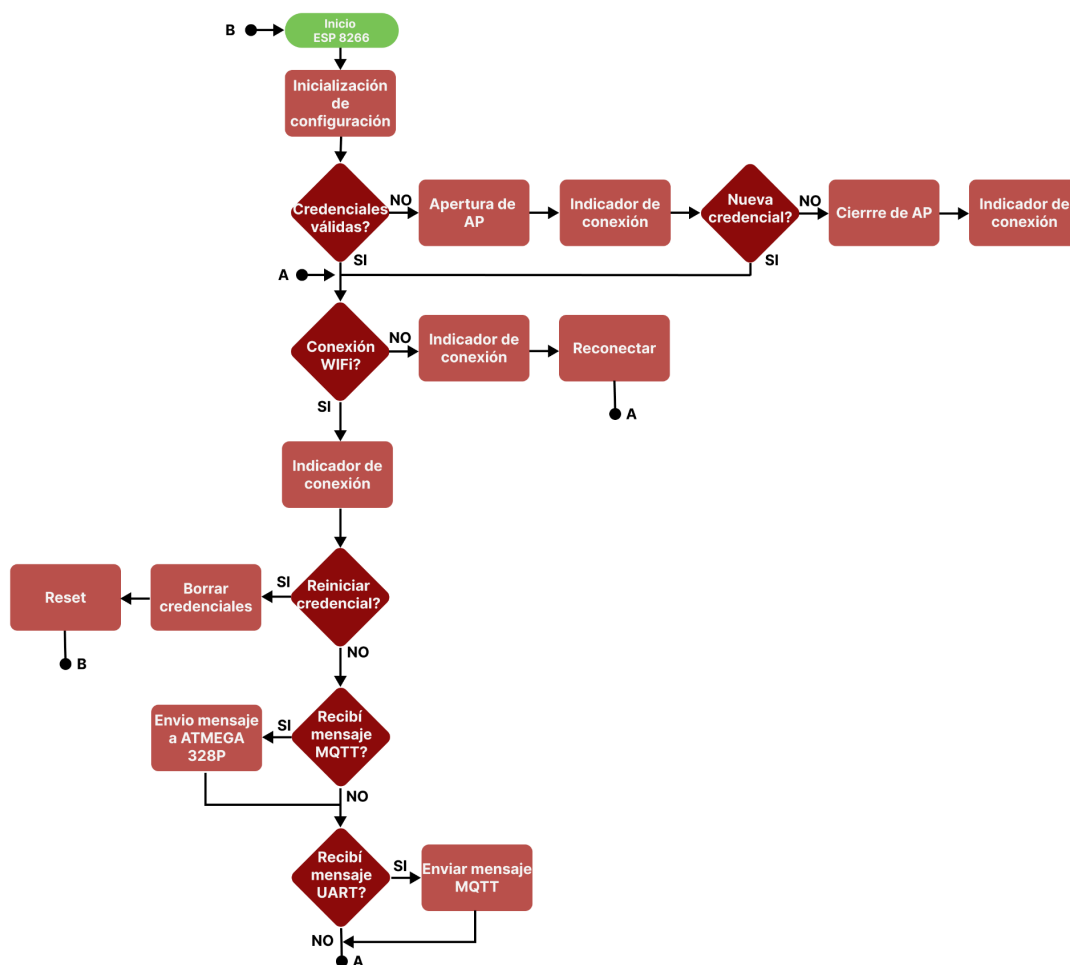 Inicio
ESP 8266
B
Inicialización
de
configuración
Credenciales
válidas?
NO
Apertura de
AP
Indicador de
conexión
Nueva
credencial?
NO
Cierrre de AP
Indicador de
conexión
SI
SI
A
Conexión
WIFi?
NO
Indicador de
conexión
Reconectar
A
SI
Indicador de
conexión
Reiniciar
credencial?
SI
Borrar
credenciales
Reset
B
NO
Recibí
mensaje
MQTT?
SI
Envio mensaje
a ATMEGA
328P
NO
Recibí
mensaje
UART?
SI
Enviar mensaje
MQTT
NO
A